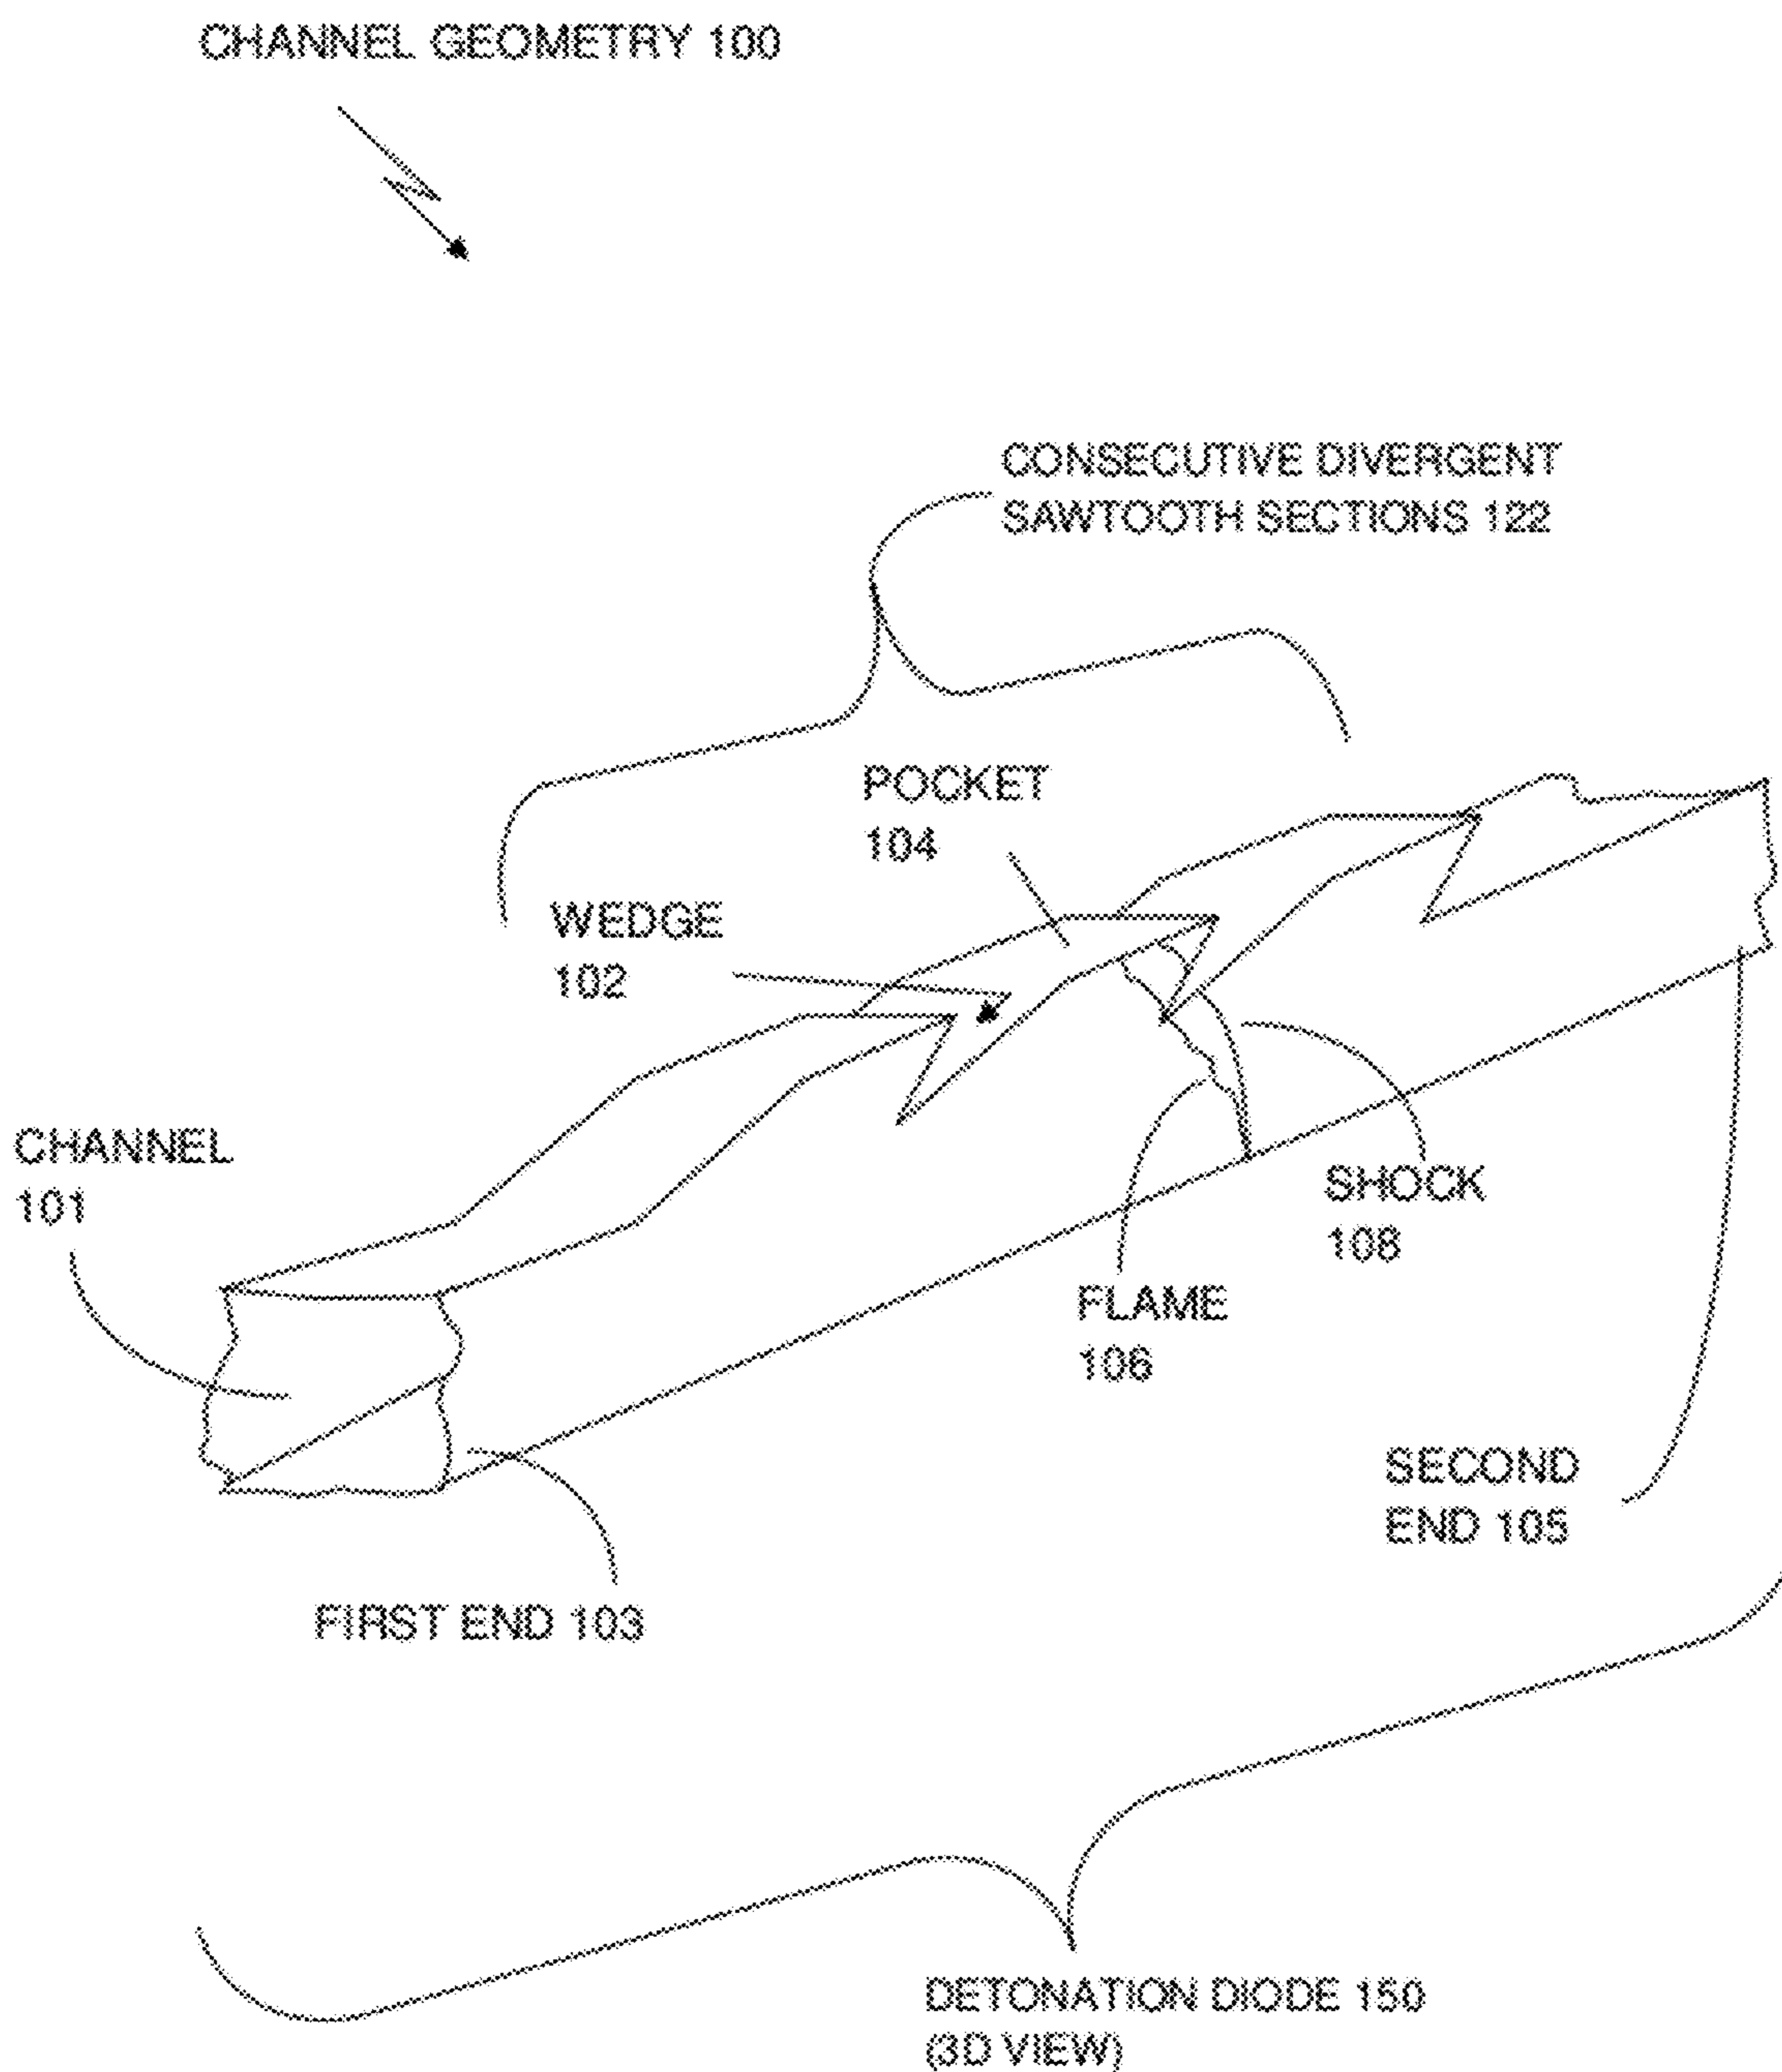 CHANNEL GEOMETRY 100
CONSECUTIVE DIVERGENT
SAWTOOTH SECTIONS 122
POCKET
104
WEDGE
102
CHANNEL
101
SHOCK
108
FLAME
106
SECOND
END 105
FIRST END 103
DETONATION DIODE 150
(3D VIEW)